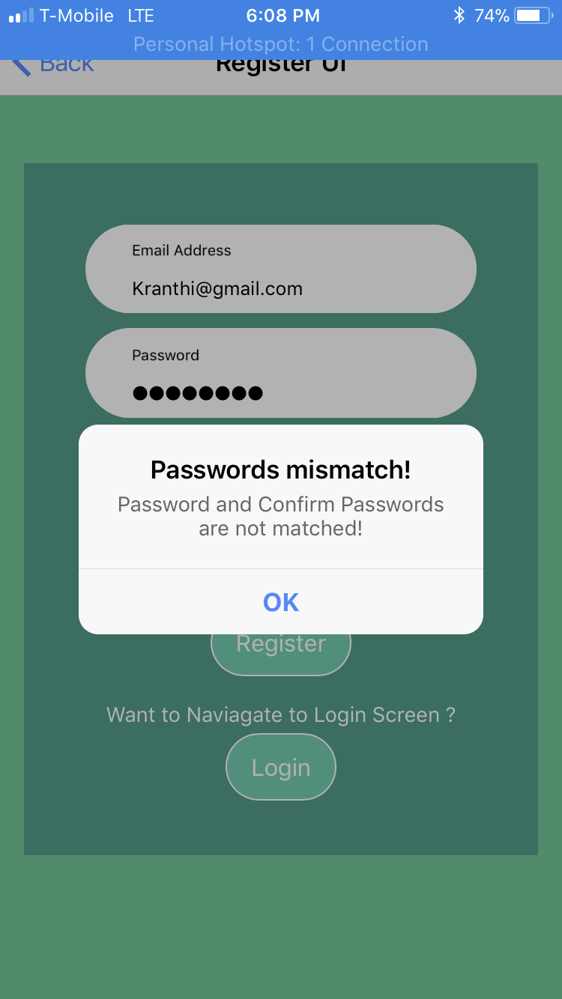 T-Mobile LTE 6:08 PM 74%
Personal Hotspot: 1 Connection
Back Register UI
Email Address
Kranthi@gmail.com
Password
●●●●●●●●
Passwords mismatch!
Password and Confirm Passwords
are not matched!
OK
Register
Want to Naviagate to Login Screen ?
Login